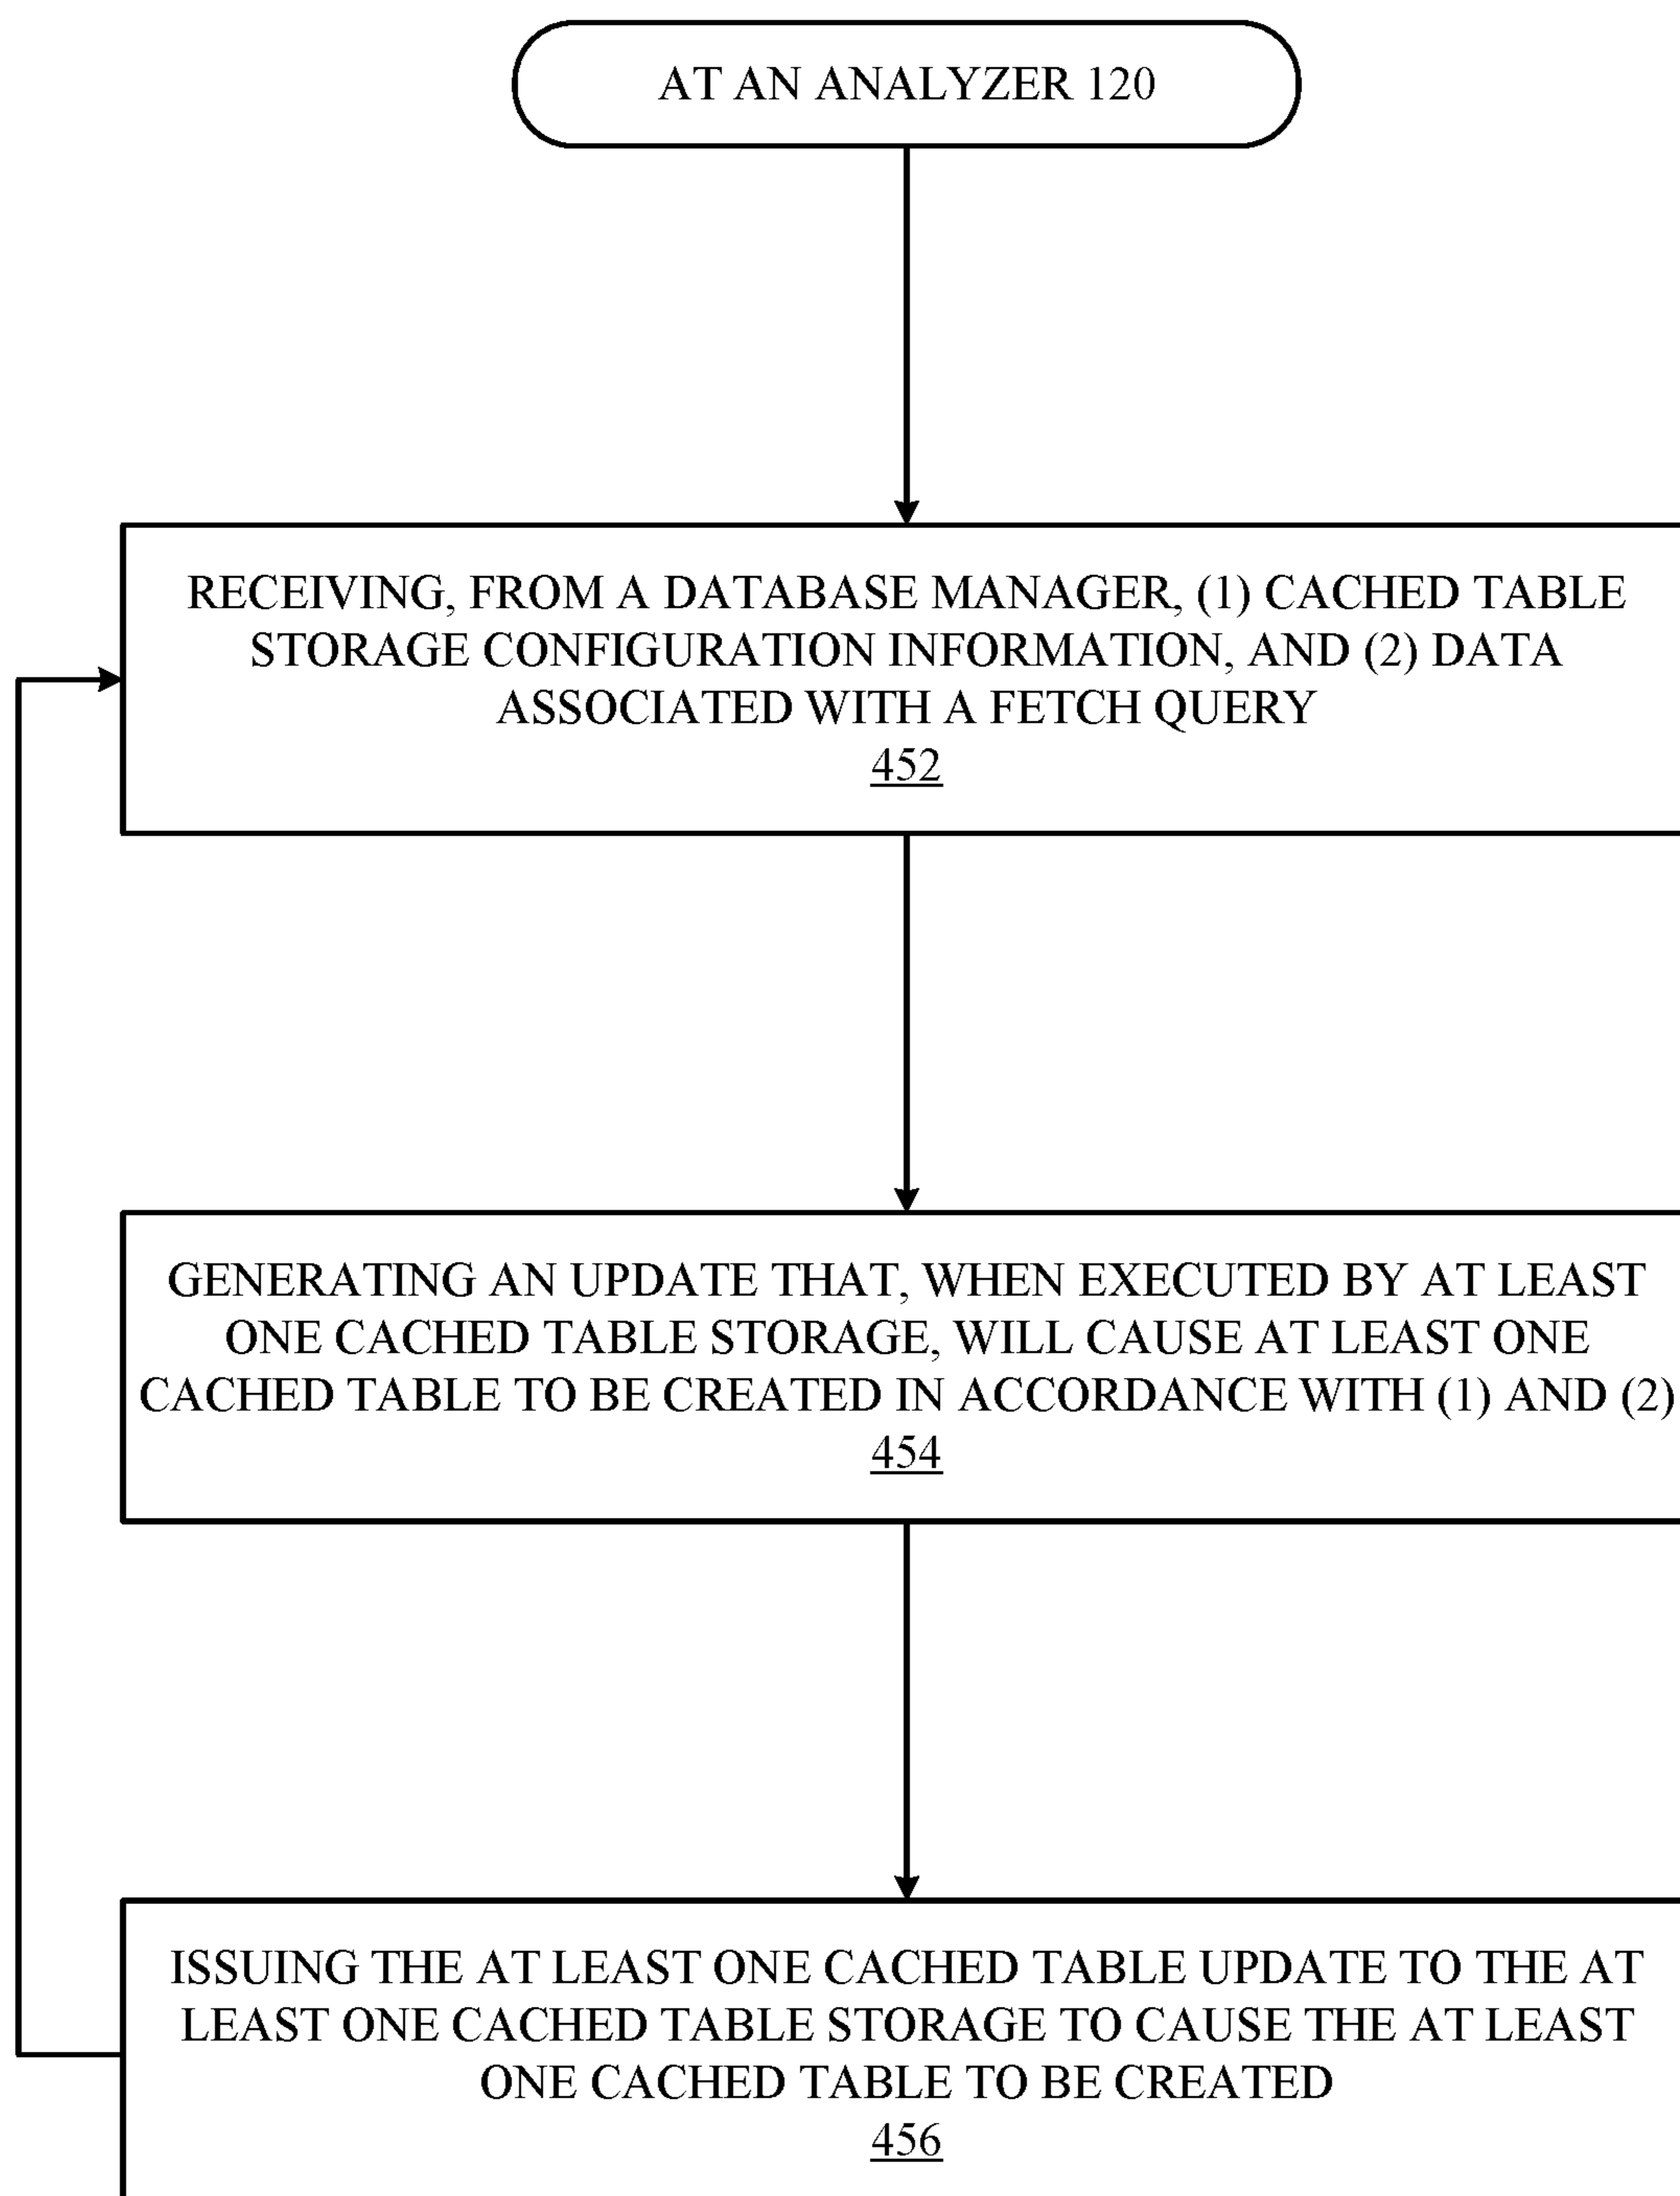 AT AN ANALYZER 120
RECEIVING, FROM A DATABASE MANAGER, (1) CACHED TABLE
STORAGE CONFIGURATION INFORMATION, AND (2) DATA
ASSOCIATED WITH A FETCH QUERY
452
GENERATING AN UPDATE THAT, WHEN EXECUTED BY AT LEAST
ONE CACHED TABLE STORAGE, WILL CAUSE AT LEAST ONE
CACHED TABLE TO BE CREATED IN ACCORDANCE WITH (1) AND (2)
454
ISSUING THE AT LEAST ONE CACHED TABLE UPDATE TO THE AT
LEAST ONE CACHED TABLE STORAGE TO CAUSE THE AT LEAST
ONE CACHED TABLE TO BE CREATED
456